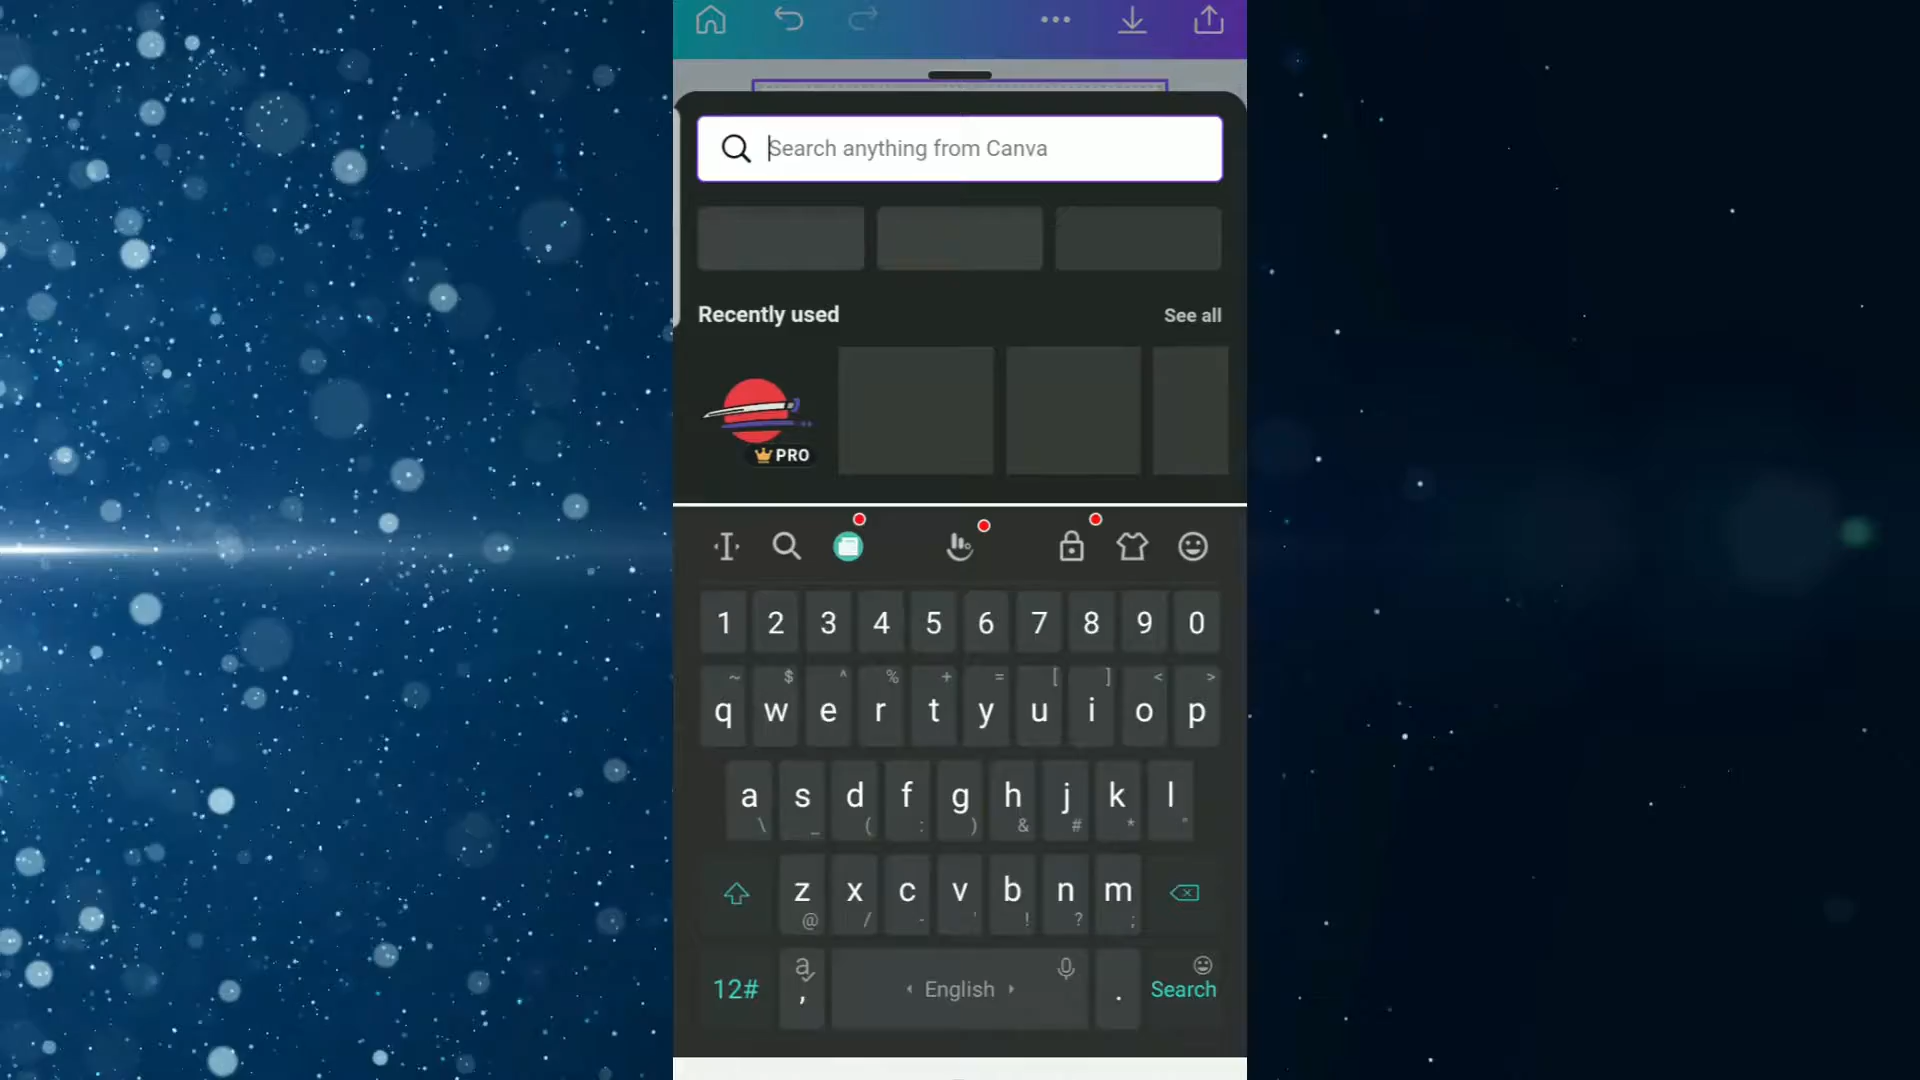 Search anything from Canva
Recently used
See all
PRO
1 2 3 4 5 6 7 8 9 0
~ $ ^ % + = [ ] < >
q w e r t y u i o p
a s d f g h j k l
\ _ ( : ) & # * "
z x c v b n m
@ / - ' ! ? ;
12# a , English . Search